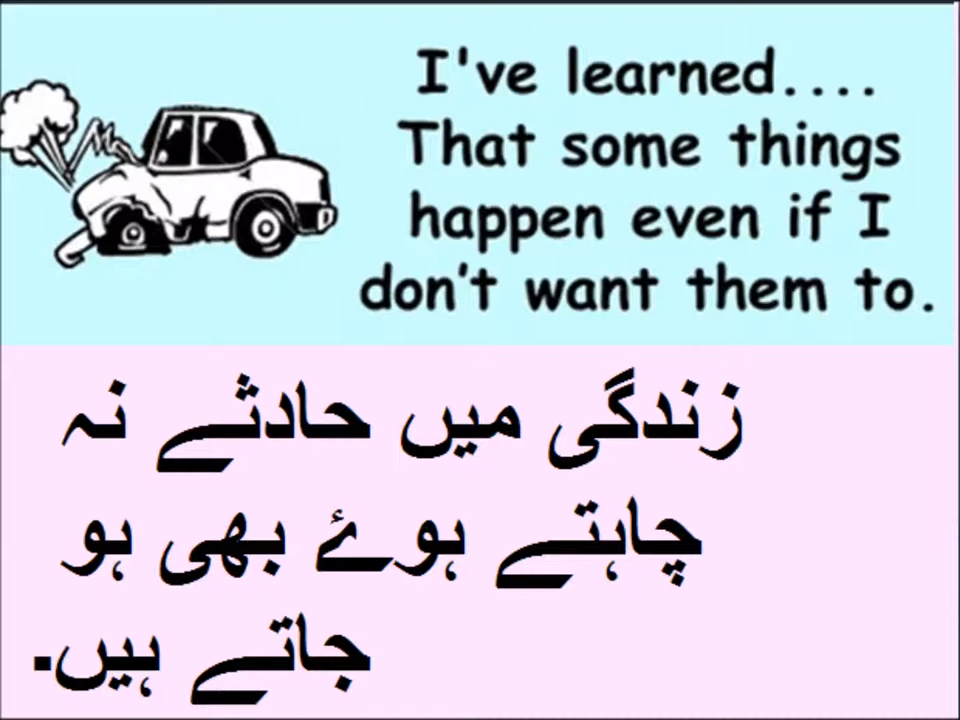 I've learned....
That some things
happen even if I
don't want them to.
زندگی میں حادثے نہ
چاہتے ہوۓ بھی ہو
جاتے ہیں.